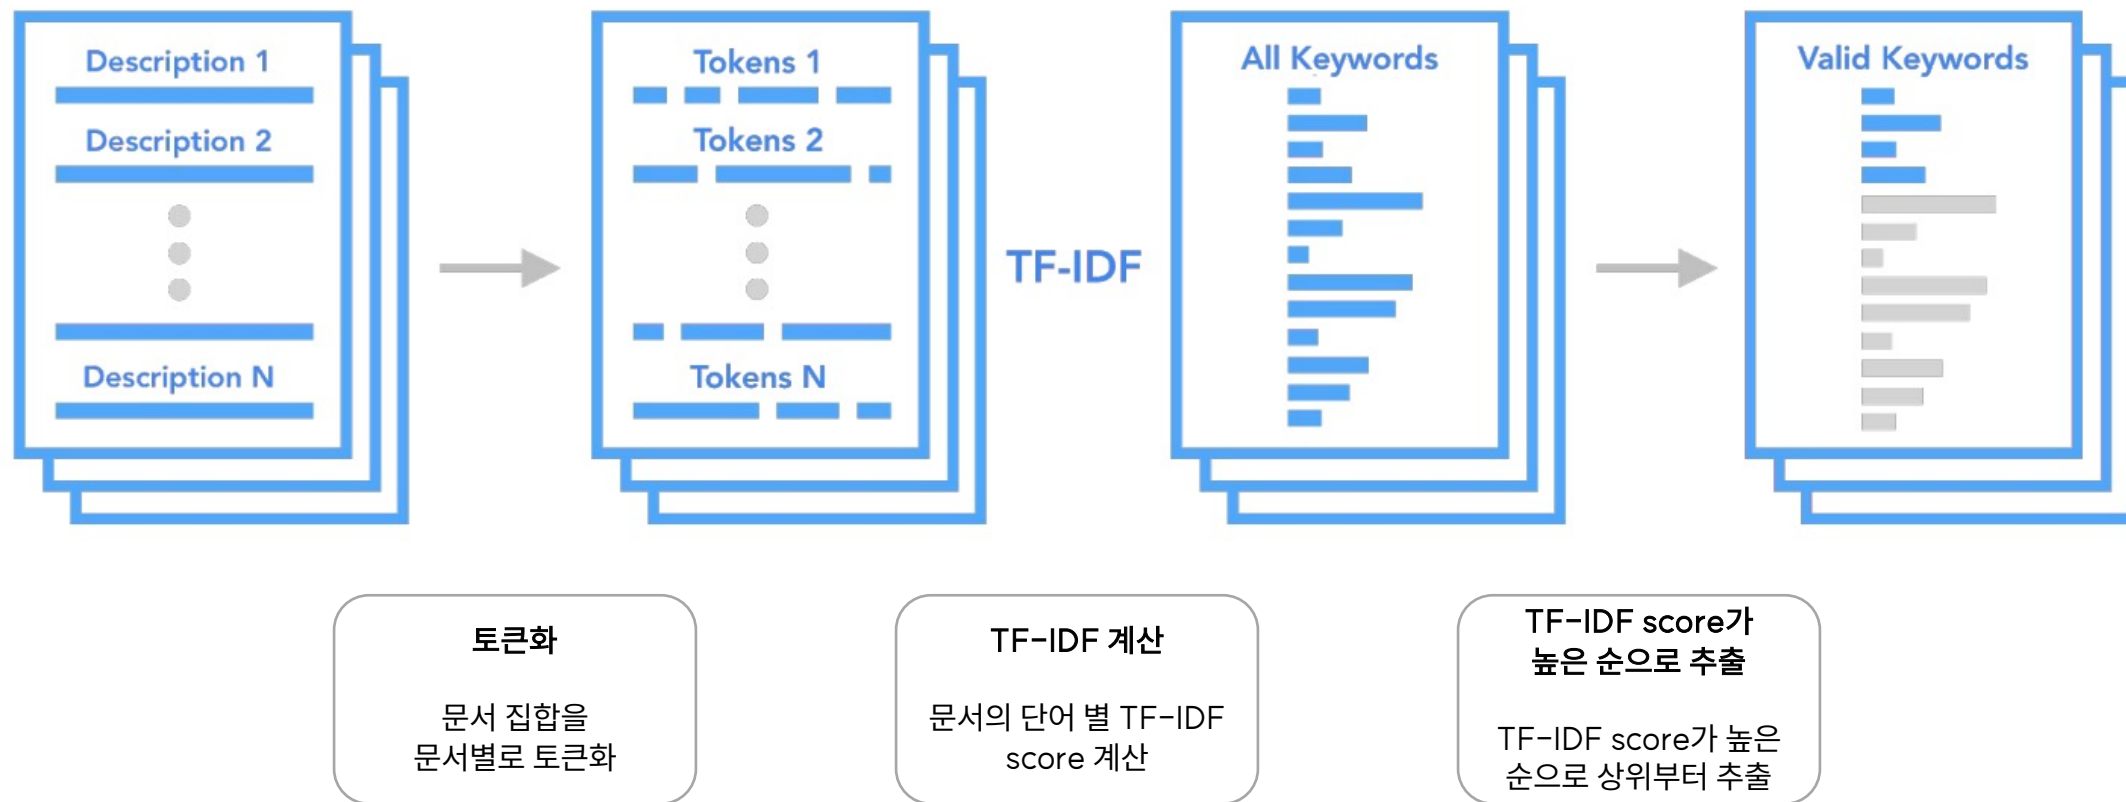 Description 1
Description 2
Description N
Tokens 1
Tokens 2
Tokens N
TF-IDF
All Keywords
Valid Keywords
토큰화
문서 집합을
문서별로 토큰화
TF-IDF 계산
문서의 단어 별 TF-IDF
score 계산
TF-IDF score가
높은 순으로 추출
TF-IDF score가 높은
순으로 상위부터 추출